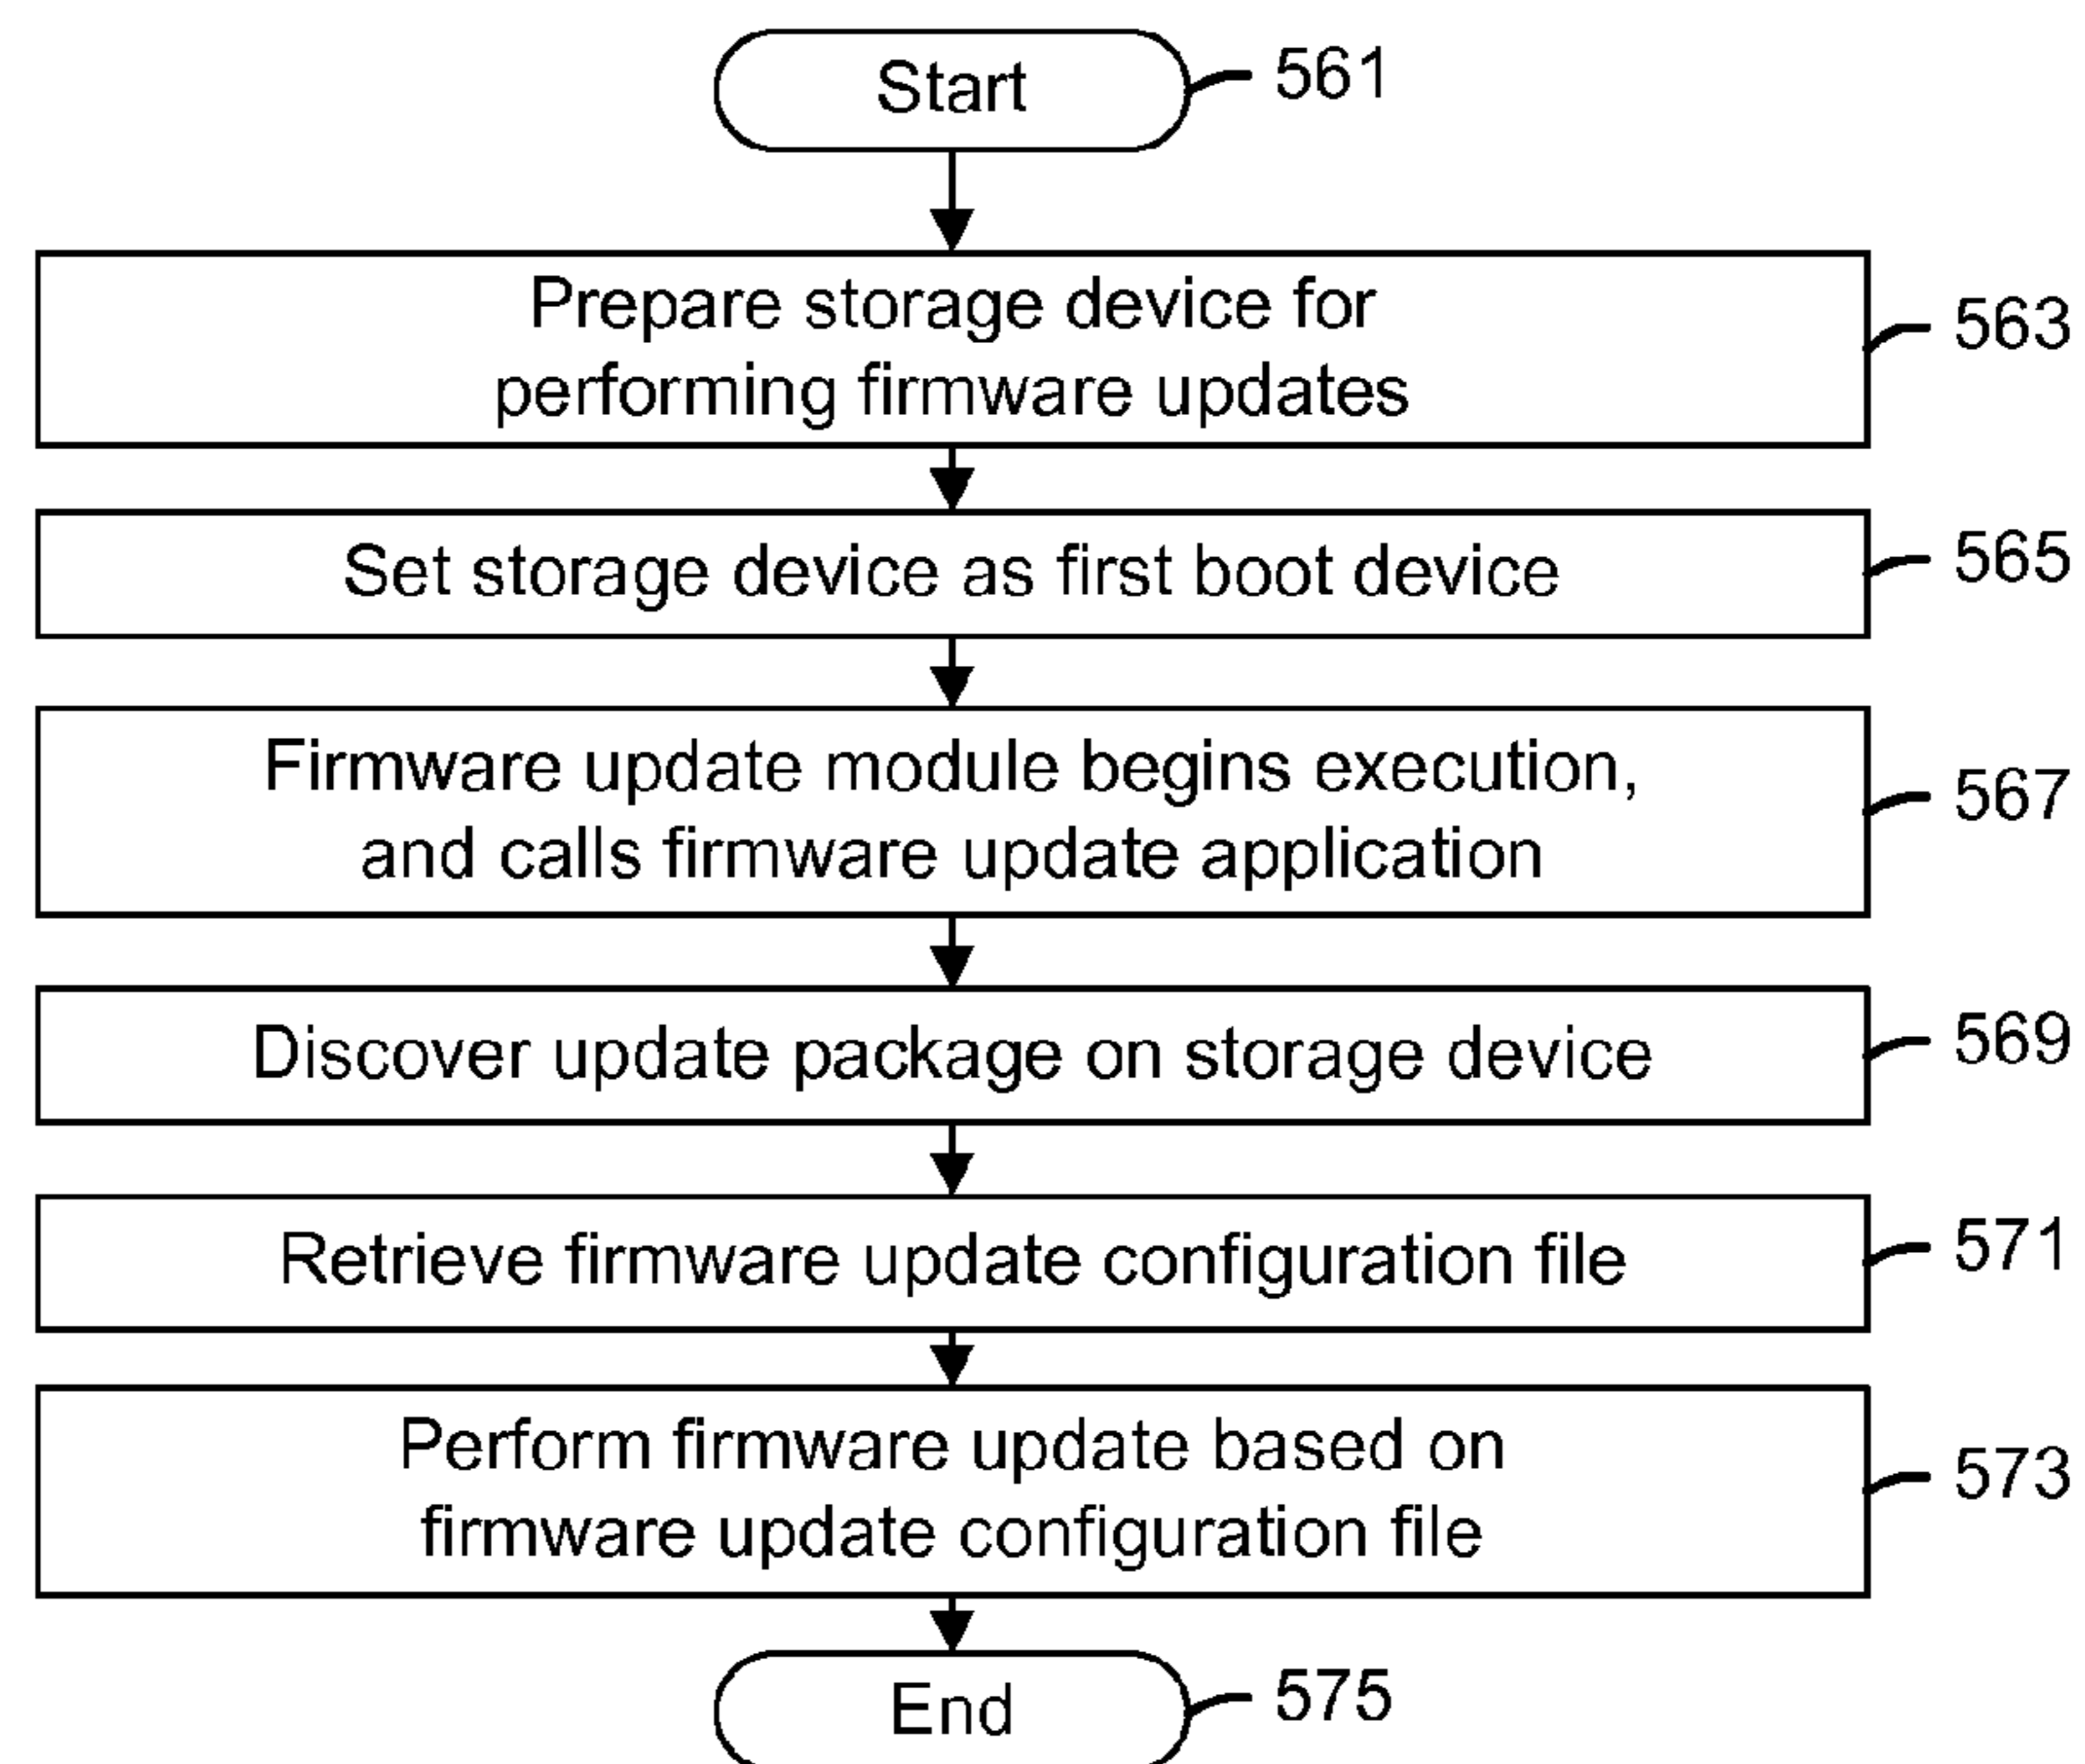 Start
561
Prepare storage device for
performing firmware updates
563
Set storage device as first boot device
565
Firmware update module begins execution,
and calls firmware update application
567
Discover update package on storage device
569
Retrieve firmware update configuration file
571
Perform firmware update based on
firmware update configuration file
573
End
575